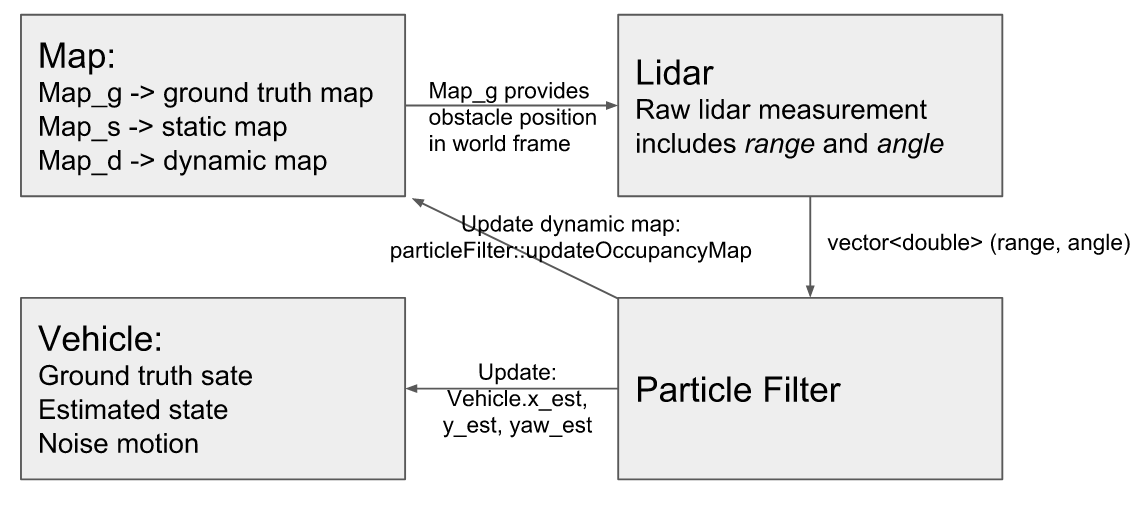 Map:
Map_g -> ground truth map
Map_s -> static map
Map_d -> dynamic map
Map_g provides
obstacle position
in world frame
Lidar
Raw lidar measurement
includes range and angle
Update dynamic map:
particleFilter::updateOccupancyMap
vector<double> (range, angle)
Vehicle:
Ground truth sate
Estimated state
Noise motion
Update:
Vehicle.x_est,
y_est, yaw_est
Particle Filter